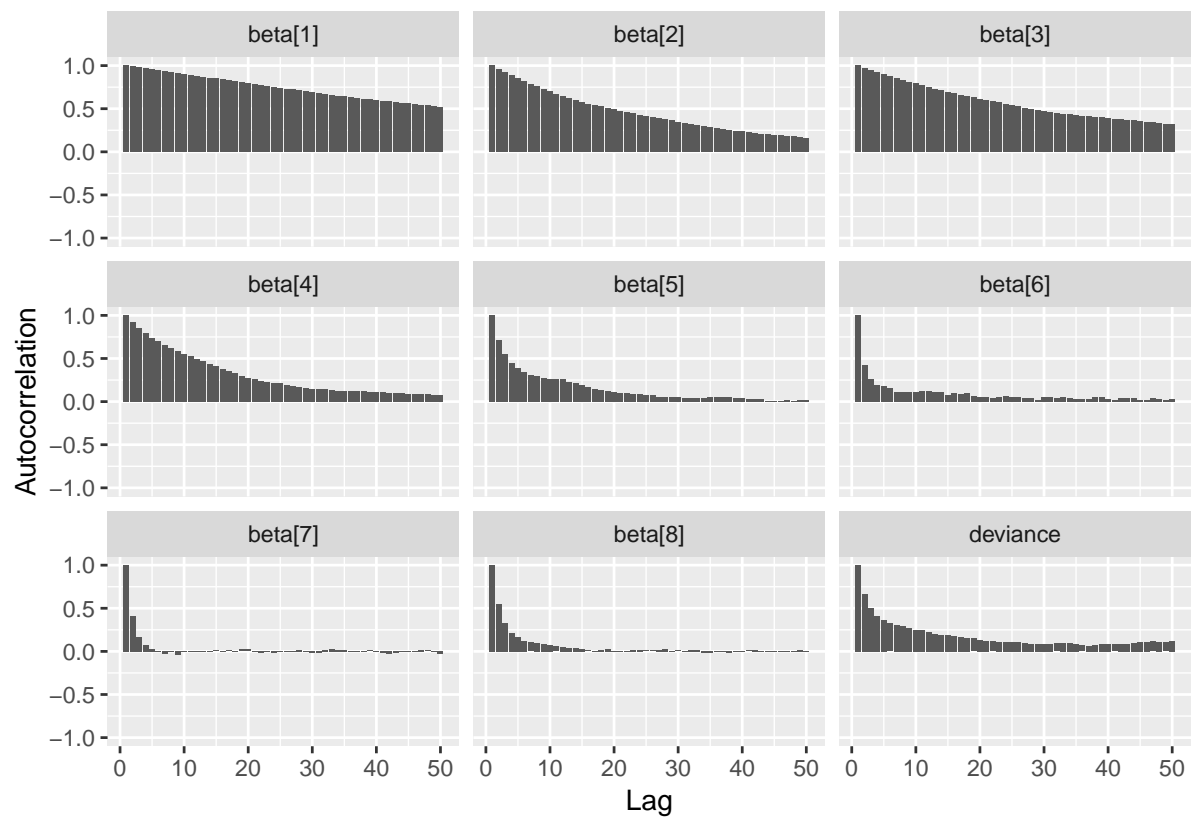 beta[1] beta[2] beta[3]
1.0
0.5
0.0
−0.5
−1.0
beta[4] beta[5] beta[6]
1.0
0.5
0.0
−0.5
−1.0
Autocorrelation
beta[7] beta[8] deviance
1.0
0.5
0.0
−0.5
−1.0
0 10 20 30 40 50 0 10 20 30 40 50 0 10 20 30 40 50
Lag